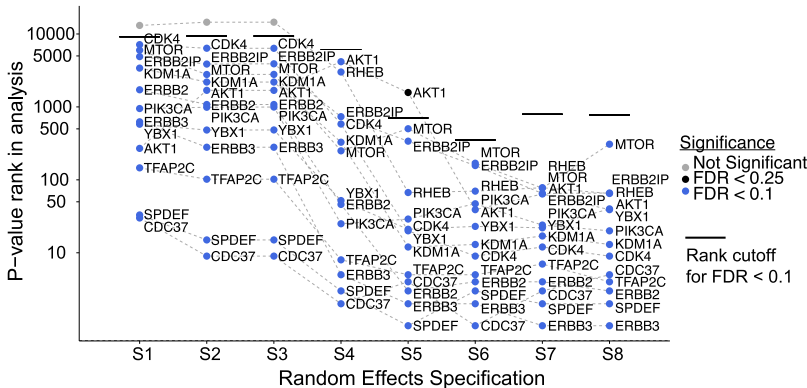 P-value rank in analysis
10000
5000
1000
500
100
50
10
CDK4
MTOR
ERBB2IP
KDM1A
ERBB2
PIK3CA
ERBB3
YBX1
AKT1
TFAP2C
SPDEF
CDC37
CDK4
ERBB2IP
MTOR
KDM1A
AKT1
ERBB2
PIK3CA
YBX1
ERBB3
TFAP2C
SPDEF
CDC37
CDK4
ERBB2IP
MTOR
KDM1A
AKT1
ERBB2
PIK3CA
YBX1
ERBB3
TFAP2C
SPDEF
CDC37
AKT1
RHEB
ERBB2IP
CDK4
KDM1A
MTOR
YBX1
ERBB2
PIK3CA
TFAP2C
ERBB3
SPDEF
CDC37
AKT1
MTOR
ERBB2IP
RHEB
PIK3CA
CDK4
YBX1
KDM1A
TFAP2C
CDC37
ERBB2
ERBB3
SPDEF
MTOR
ERBB2IP
RHEB
PIK3CA
AKT1
YBX1
KDM1A
CDK4
TFAP2C
ERBB2
SPDEF
ERBB3
CDC37
RHEB
MTOR
AKT1
ERBB2IP
PIK3CA
YBX1
KDM1A
CDK4
TFAP2C
ERBB2
CDC37
SPDEF
ERBB3
MTOR
ERBB2IP
RHEB
AKT1
YBX1
PIK3CA
KDM1A
CDK4
CDC37
TFAP2C
ERBB2
SPDEF
ERBB3
S1 S2 S3 S4 S5 S6 S7 S8
Random Effects Specification
Significance
Not Significant
FDR < 0.25
FDR < 0.1
Rank cutoff
for FDR < 0.1